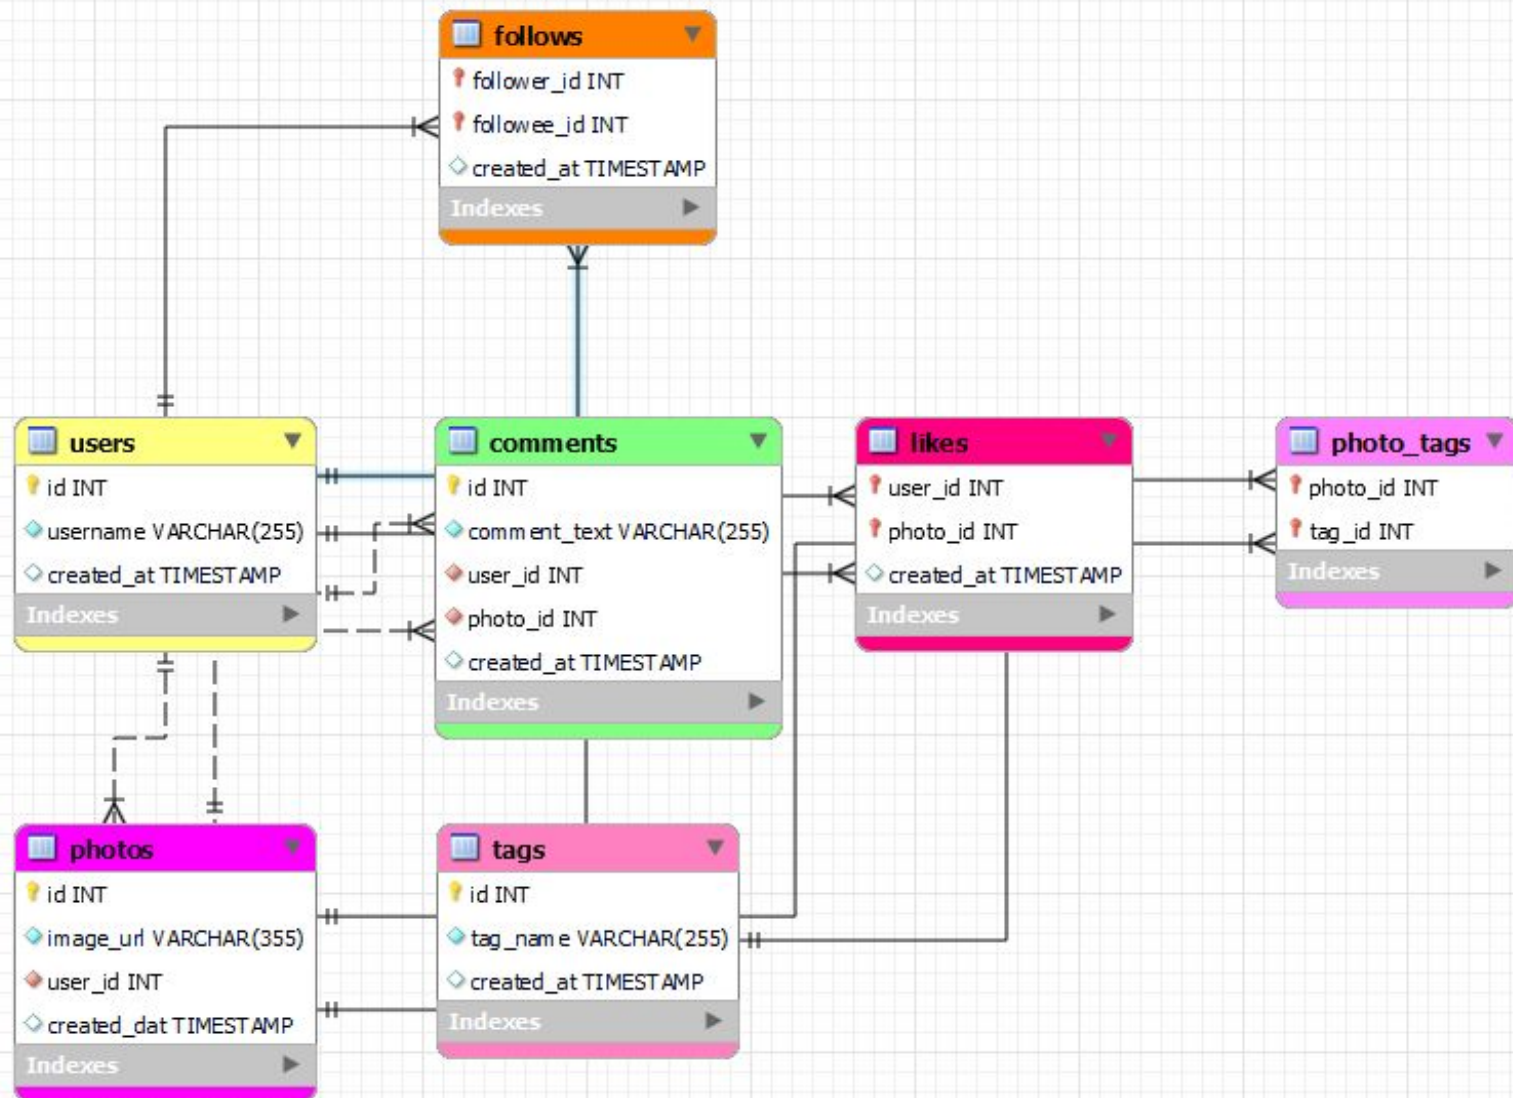 follows
follower_id INT
followee_id INT
created_at TIMESTAMP
Indexes
users
id INT
username VARCHAR(255)
created_at TIMESTAMP
Indexes
comments
id INT
comment_text VARCHAR(255)
user_id INT
photo_id INT
created_at TIMESTAMP
Indexes
likes
user_id INT
photo_id INT
created_at TIMESTAMP
Indexes
photo_tags
photo_id INT
tag_id INT
Indexes
photos
id INT
image_url VARCHAR(355)
user_id INT
created_dat TIMESTAMP
Indexes
tags
id INT
tag_name VARCHAR(255)
created_at TIMESTAMP
Indexes